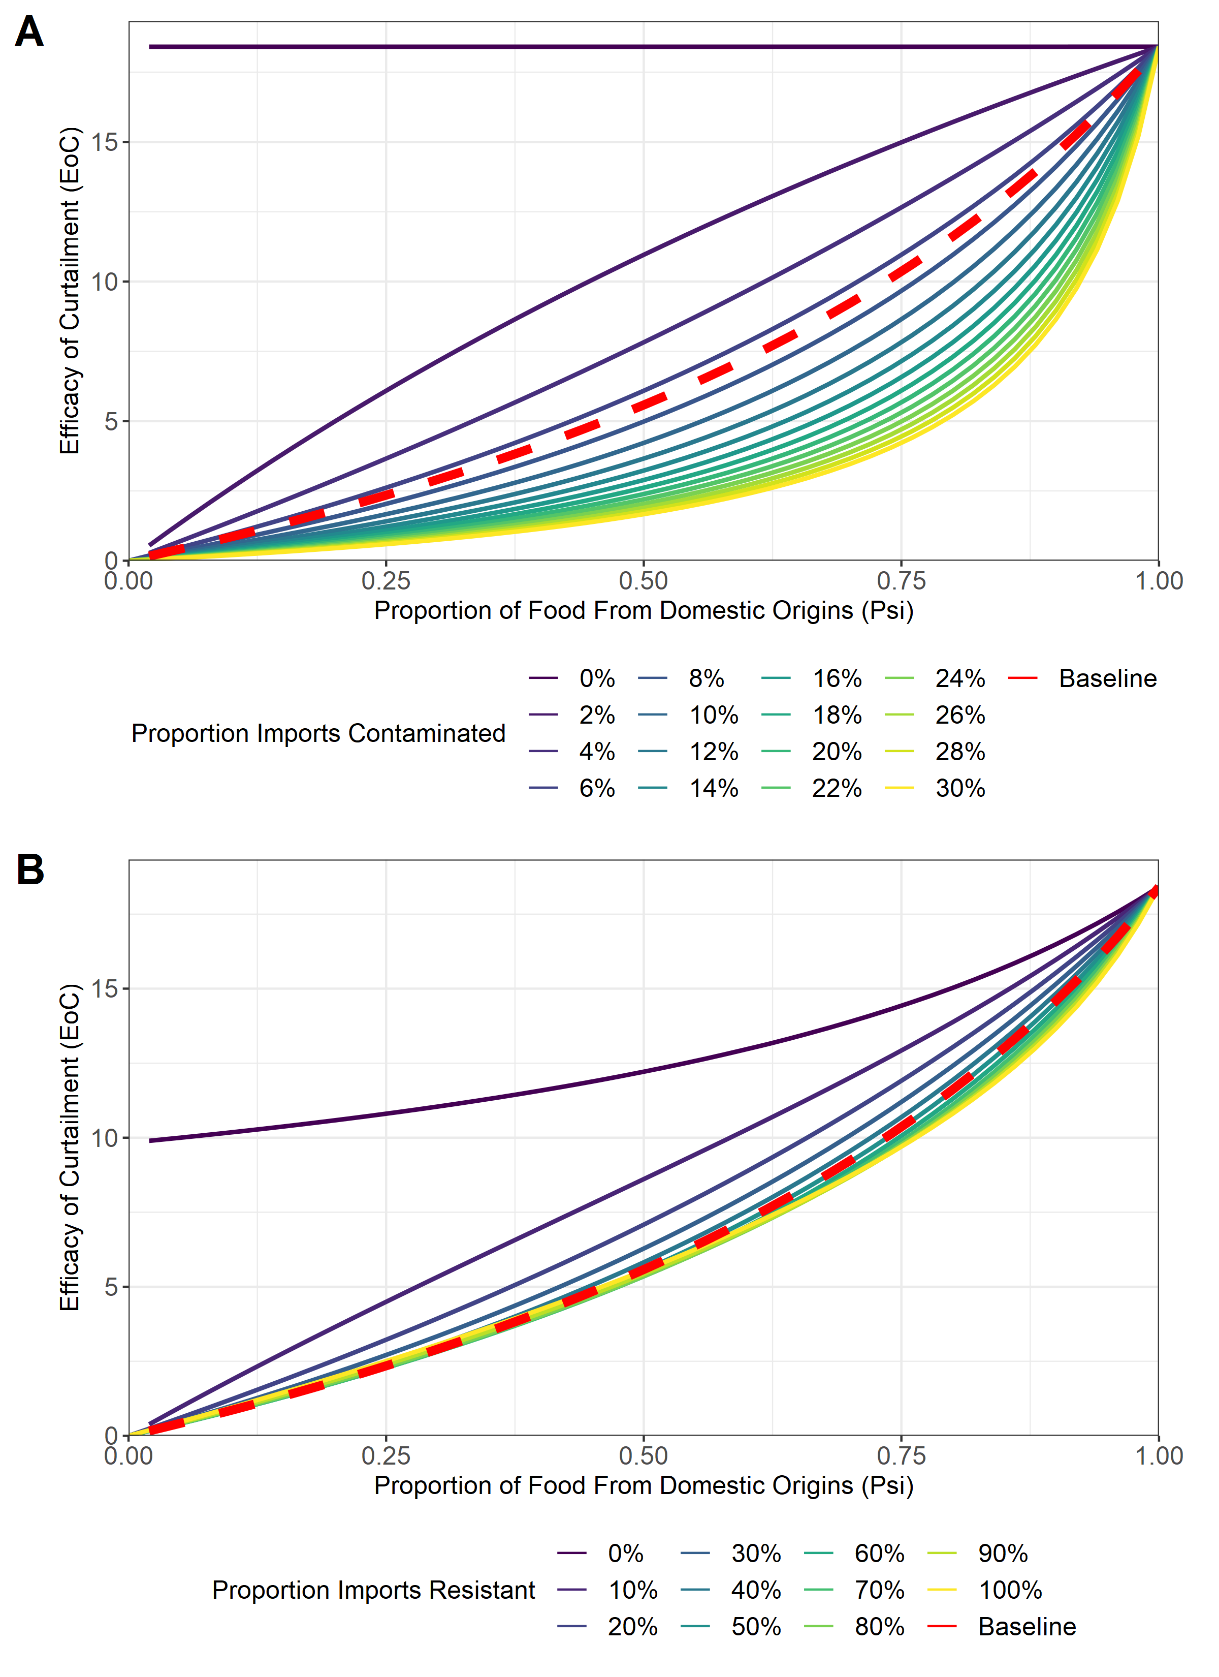 A
Efficacy of Curtailment (EoC)
15
10
5
0
0.00 0.25 0.50 0.75 1.00
Proportion of Food From Domestic Origins (Psi)
Proportion Imports Contaminated
0% 8% 16% 24% Baseline
2% 10% 18% 26%
4% 12% 20% 28%
6% 14% 22% 30%
B
Efficacy of Curtailment (EoC)
15
10
5
0
0.00 0.25 0.50 0.75 1.00
Proportion of Food From Domestic Origins (Psi)
Proportion Imports Resistant
0% 30% 60% 90%
10% 40% 70% 100%
20% 50% 80% Baseline